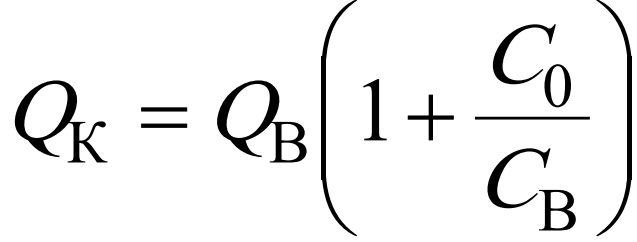 Q_К = Q_В(1 + C_0/C_В)